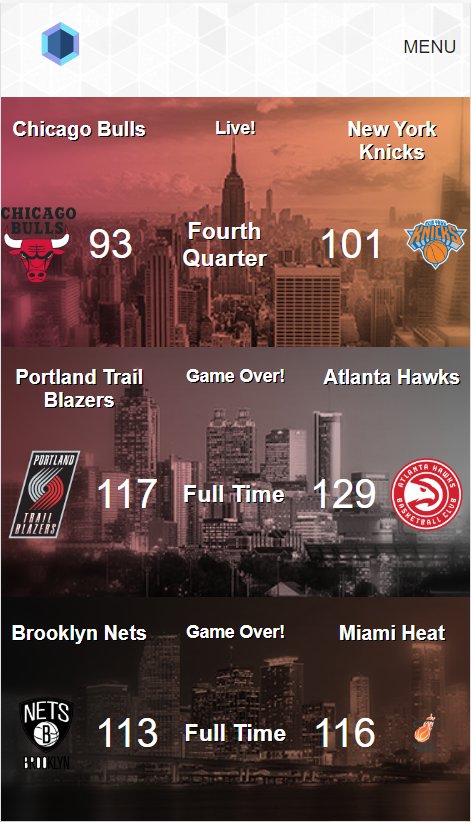 MENU
Chicago Bulls
Live!
New York
Knicks
CHICAGO
BULLS
93
Fourth
Quarter
101
KNICKS
Portland Trail
Blazers
Game Over!
Atlanta Hawks
PORTLAND
TRAIL
BLAZERS
117
Full Time
129
ATLANTA HAWKS
BASKETBALL CLUB
Brooklyn Nets
Game Over!
Miami Heat
NETS
B
113
Full Time
116